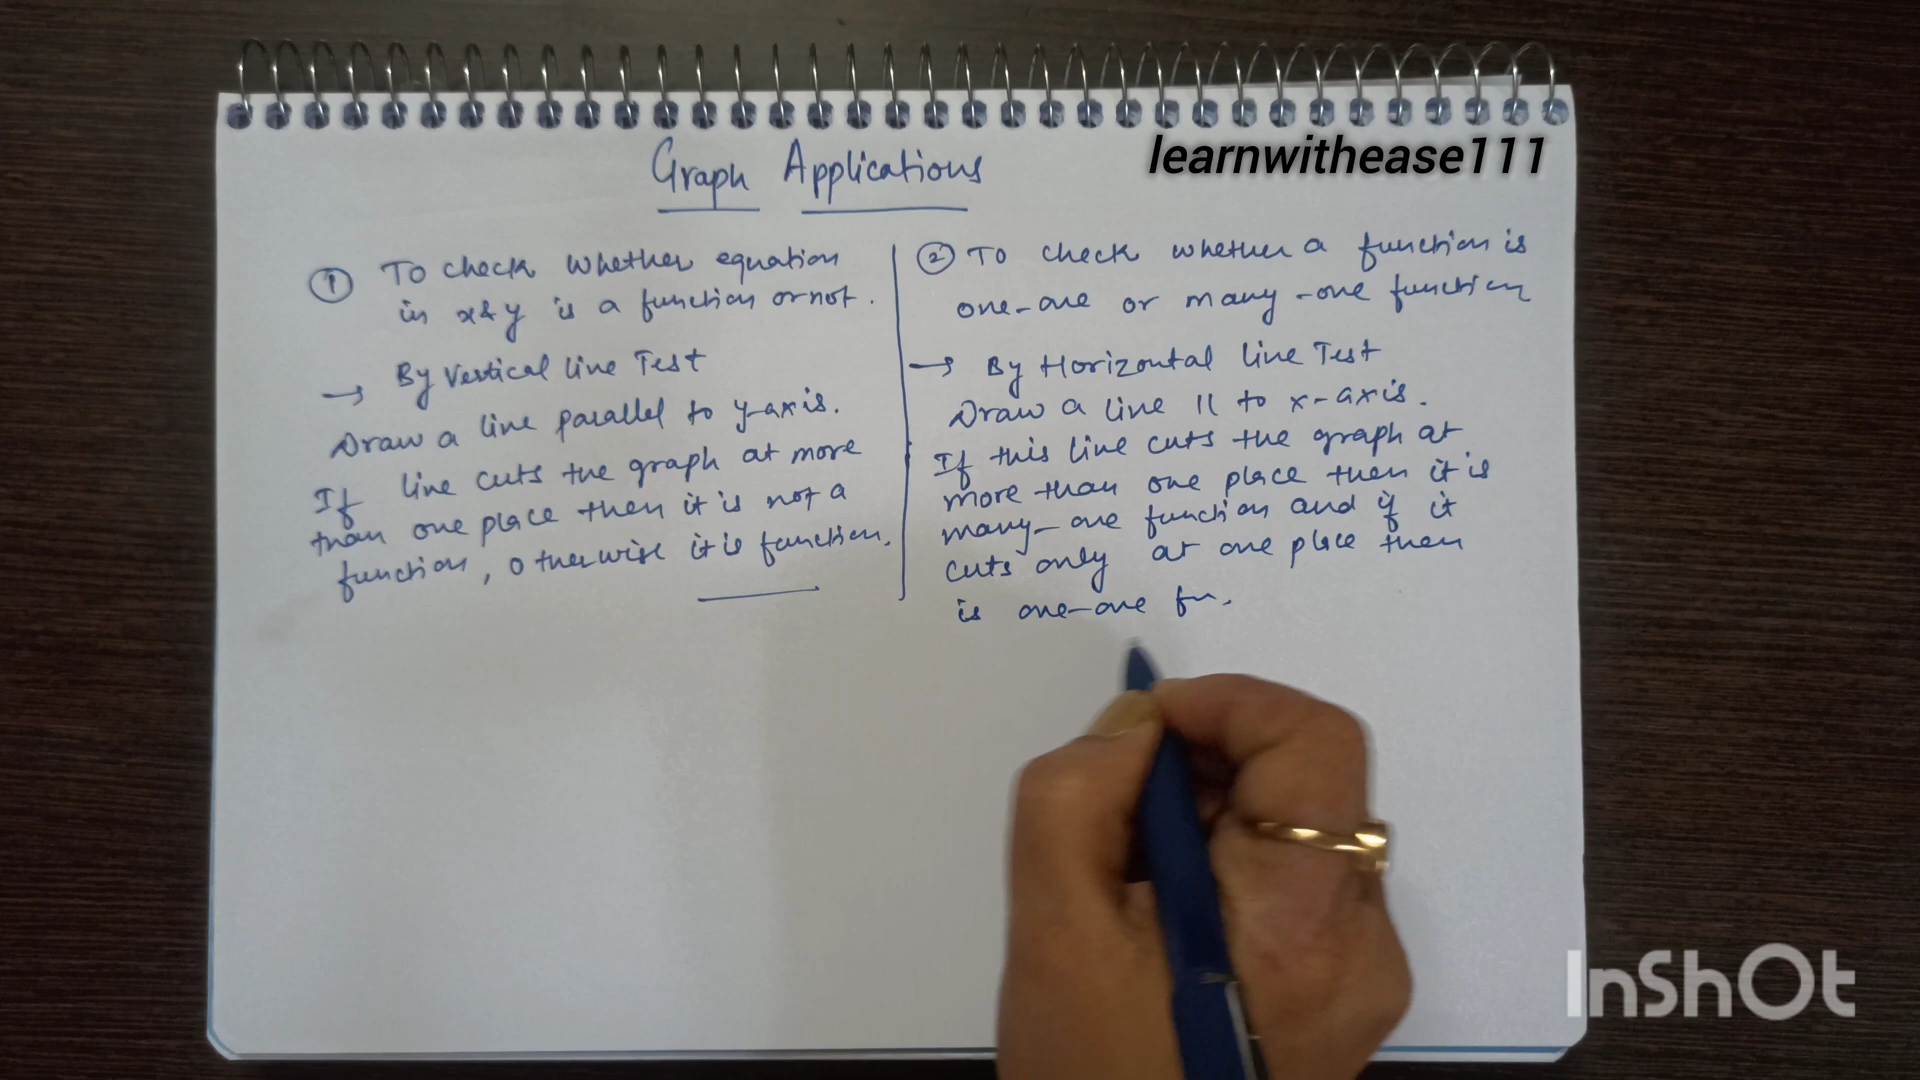 Graph Applications
learnwithease111
① To check whether equation
in x & y is a function or not.
→ By Vertical line Test
Draw a line parallel to y-axis.
If line cuts the graph at more
than one place then it is not a
function, otherwise it is function.
② To check whether a function is
one-one or many-one function
→ By Horizontal line Test
Draw a line || to x-axis.
If this line cuts the graph at
more than one place then it is
many-one function and if it
cuts only at one place then
is one-one fn.
InShOt